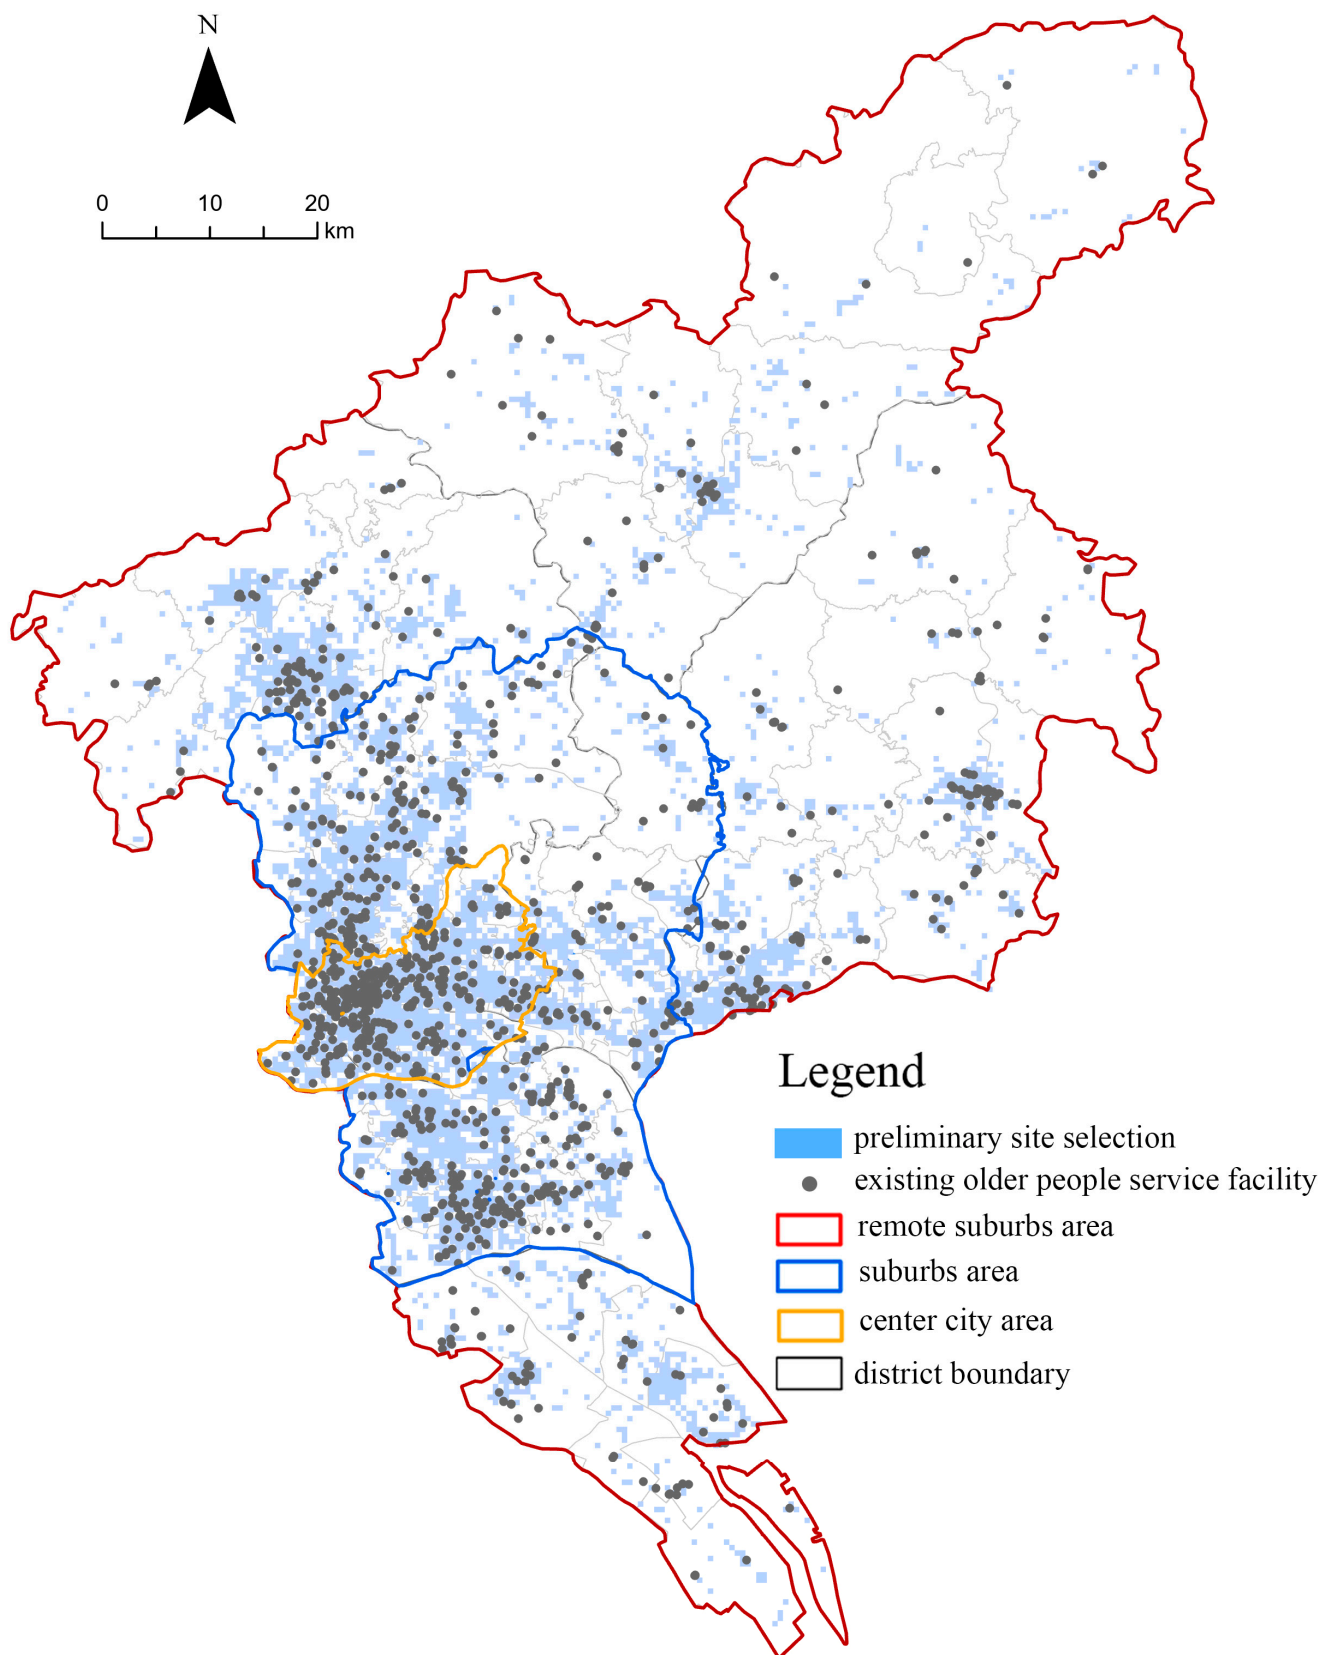 N
0 10 20
km
Legend
preliminary site selection
existing older people service facility
remote suburbs area
suburbs area
center city area
district boundary